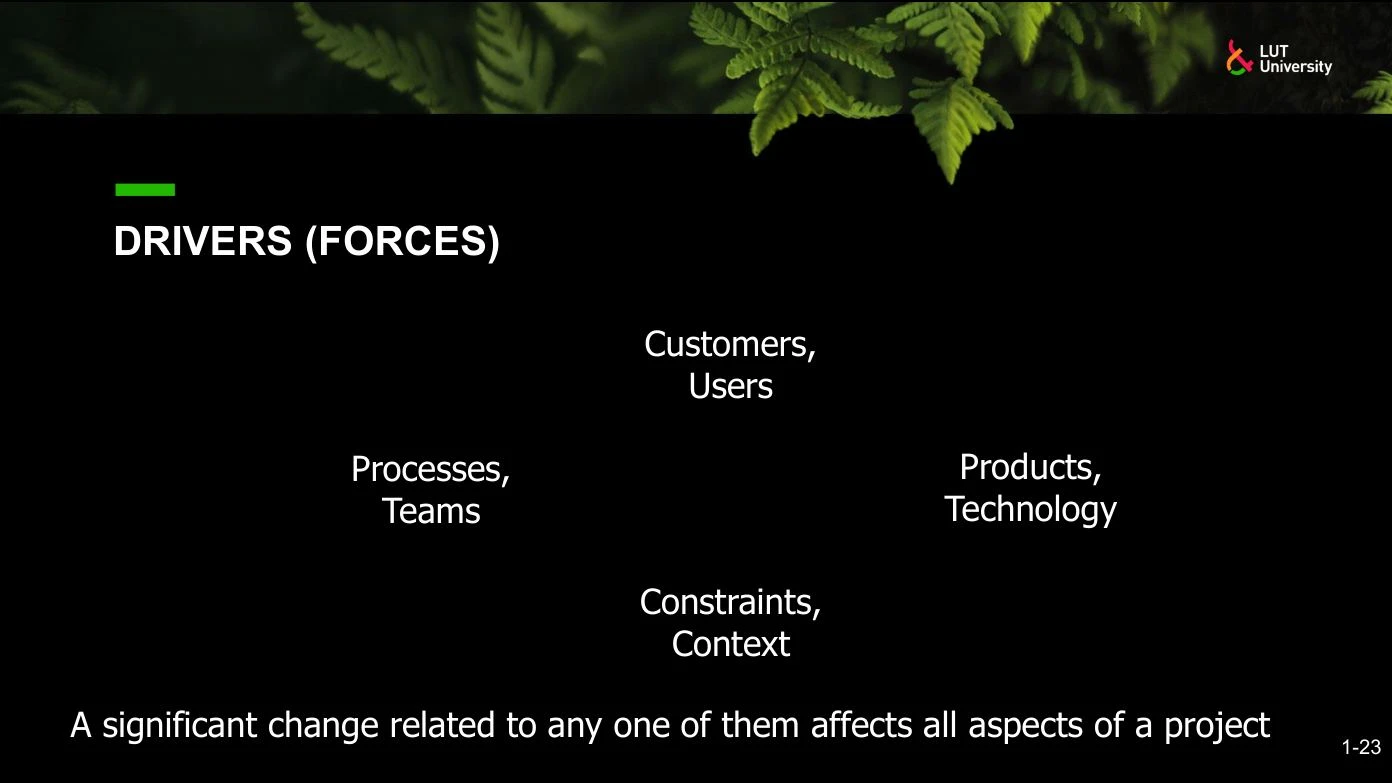 LUT
University
DRIVERS (FORCES)
Customers,
Users
Processes,
Teams
Products,
Technology
Constraints,
Context
A significant change related to any one of them affects all aspects of a project
1-23